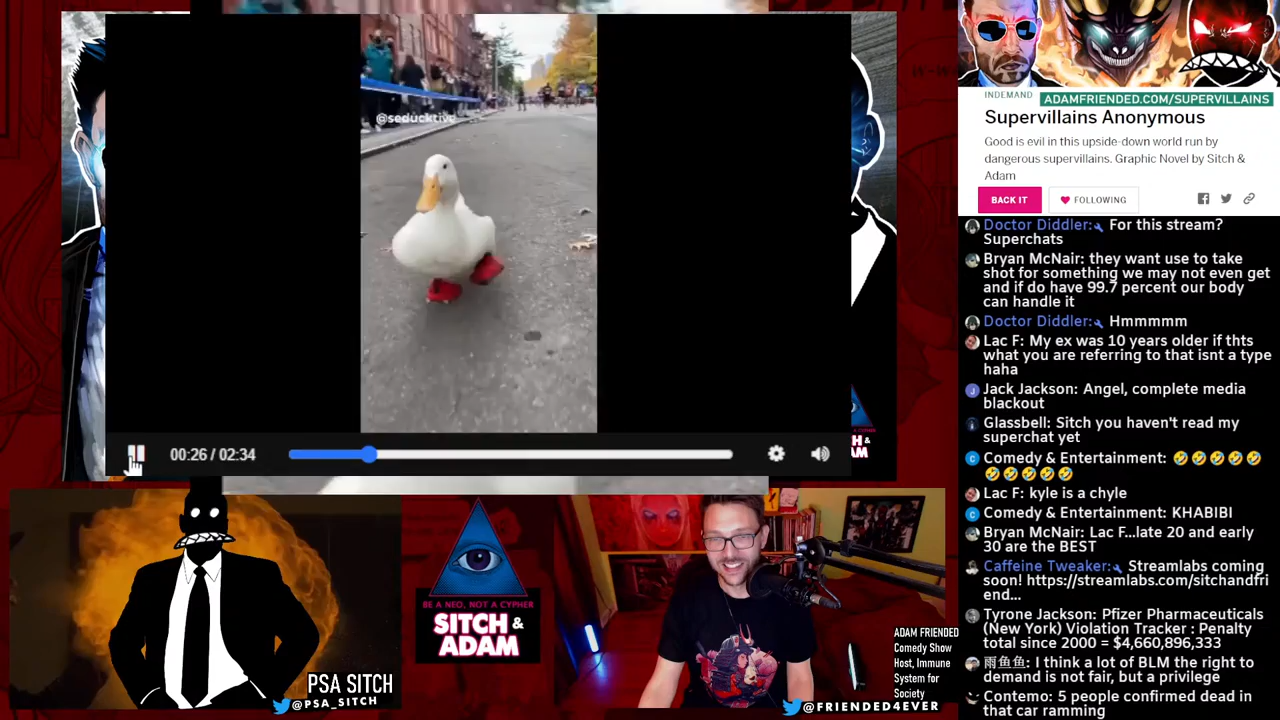 @seducktive
00:26 / 02:34
INDEMAND
ADAMFRIENDED.COM/SUPERVILLAINS
Supervillains Anonymous
Good is evil in this upside-down world run by
dangerous supervillains. Graphic Novel by Sitch &
Adam
BACK IT
FOLLOWING
Doctor Diddler: For this stream?
Superchats
Bryan McNair: they want use to take
shot for something we may not even get
and if do have 99.7 percent our body
can handle it
Doctor Diddler: Hmmmmm
Lac F: My ex was 10 years older if thts
what you are referring to that isnt a type
haha
Jack Jackson: Angel, complete media
blackout
Glassbell: Sitch you haven't read my
superchat yet
Comedy & Entertainment: 🤣🤣🤣🤣🤣
🤣🤣🤣🤣🤣
Lac F: kyle is a chyle
Comedy & Entertainment: KHABIBI
Bryan McNair: Lac F...late 20 and early
30 are the BEST
Caffeine Tweaker: Streamlabs coming
soon! https://streamlabs.com/sitchandfri
end...
Tyrone Jackson: Pfizer Pharmaceuticals
(New York) Violation Tracker : Penalty
total since 2000 = $4,660,896,333
雨鱼鱼: I think a lot of BLM the right to
demand is not fair, but a privilege
Contemo: 5 people confirmed dead in
that car ramming
H &
AM
BE A NEO, NOT A CYPHER
SITCH &
ADAM
PSA SITCH
@PSA_SITCH
ADAM FRIENDED
Comedy Show
Host, Immune
System for
Society
@FRIENDED4EVER